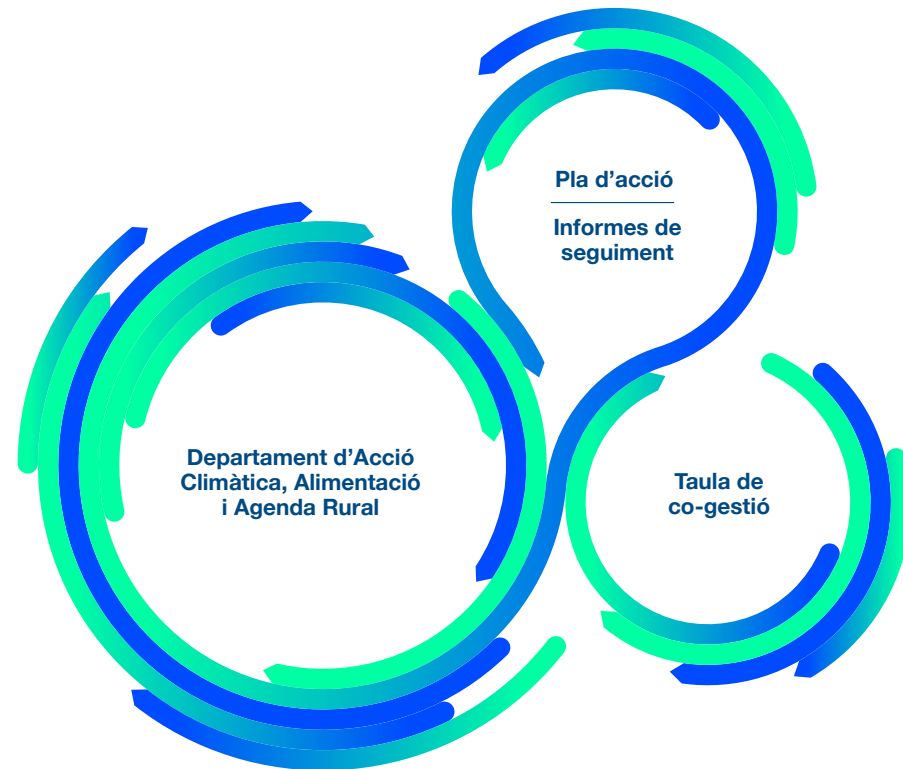 Pla d’acció
Informes de
seguiment
Departament d’Acció
Climàtica, Alimentació
i Agenda Rural
Taula de
co-gestió